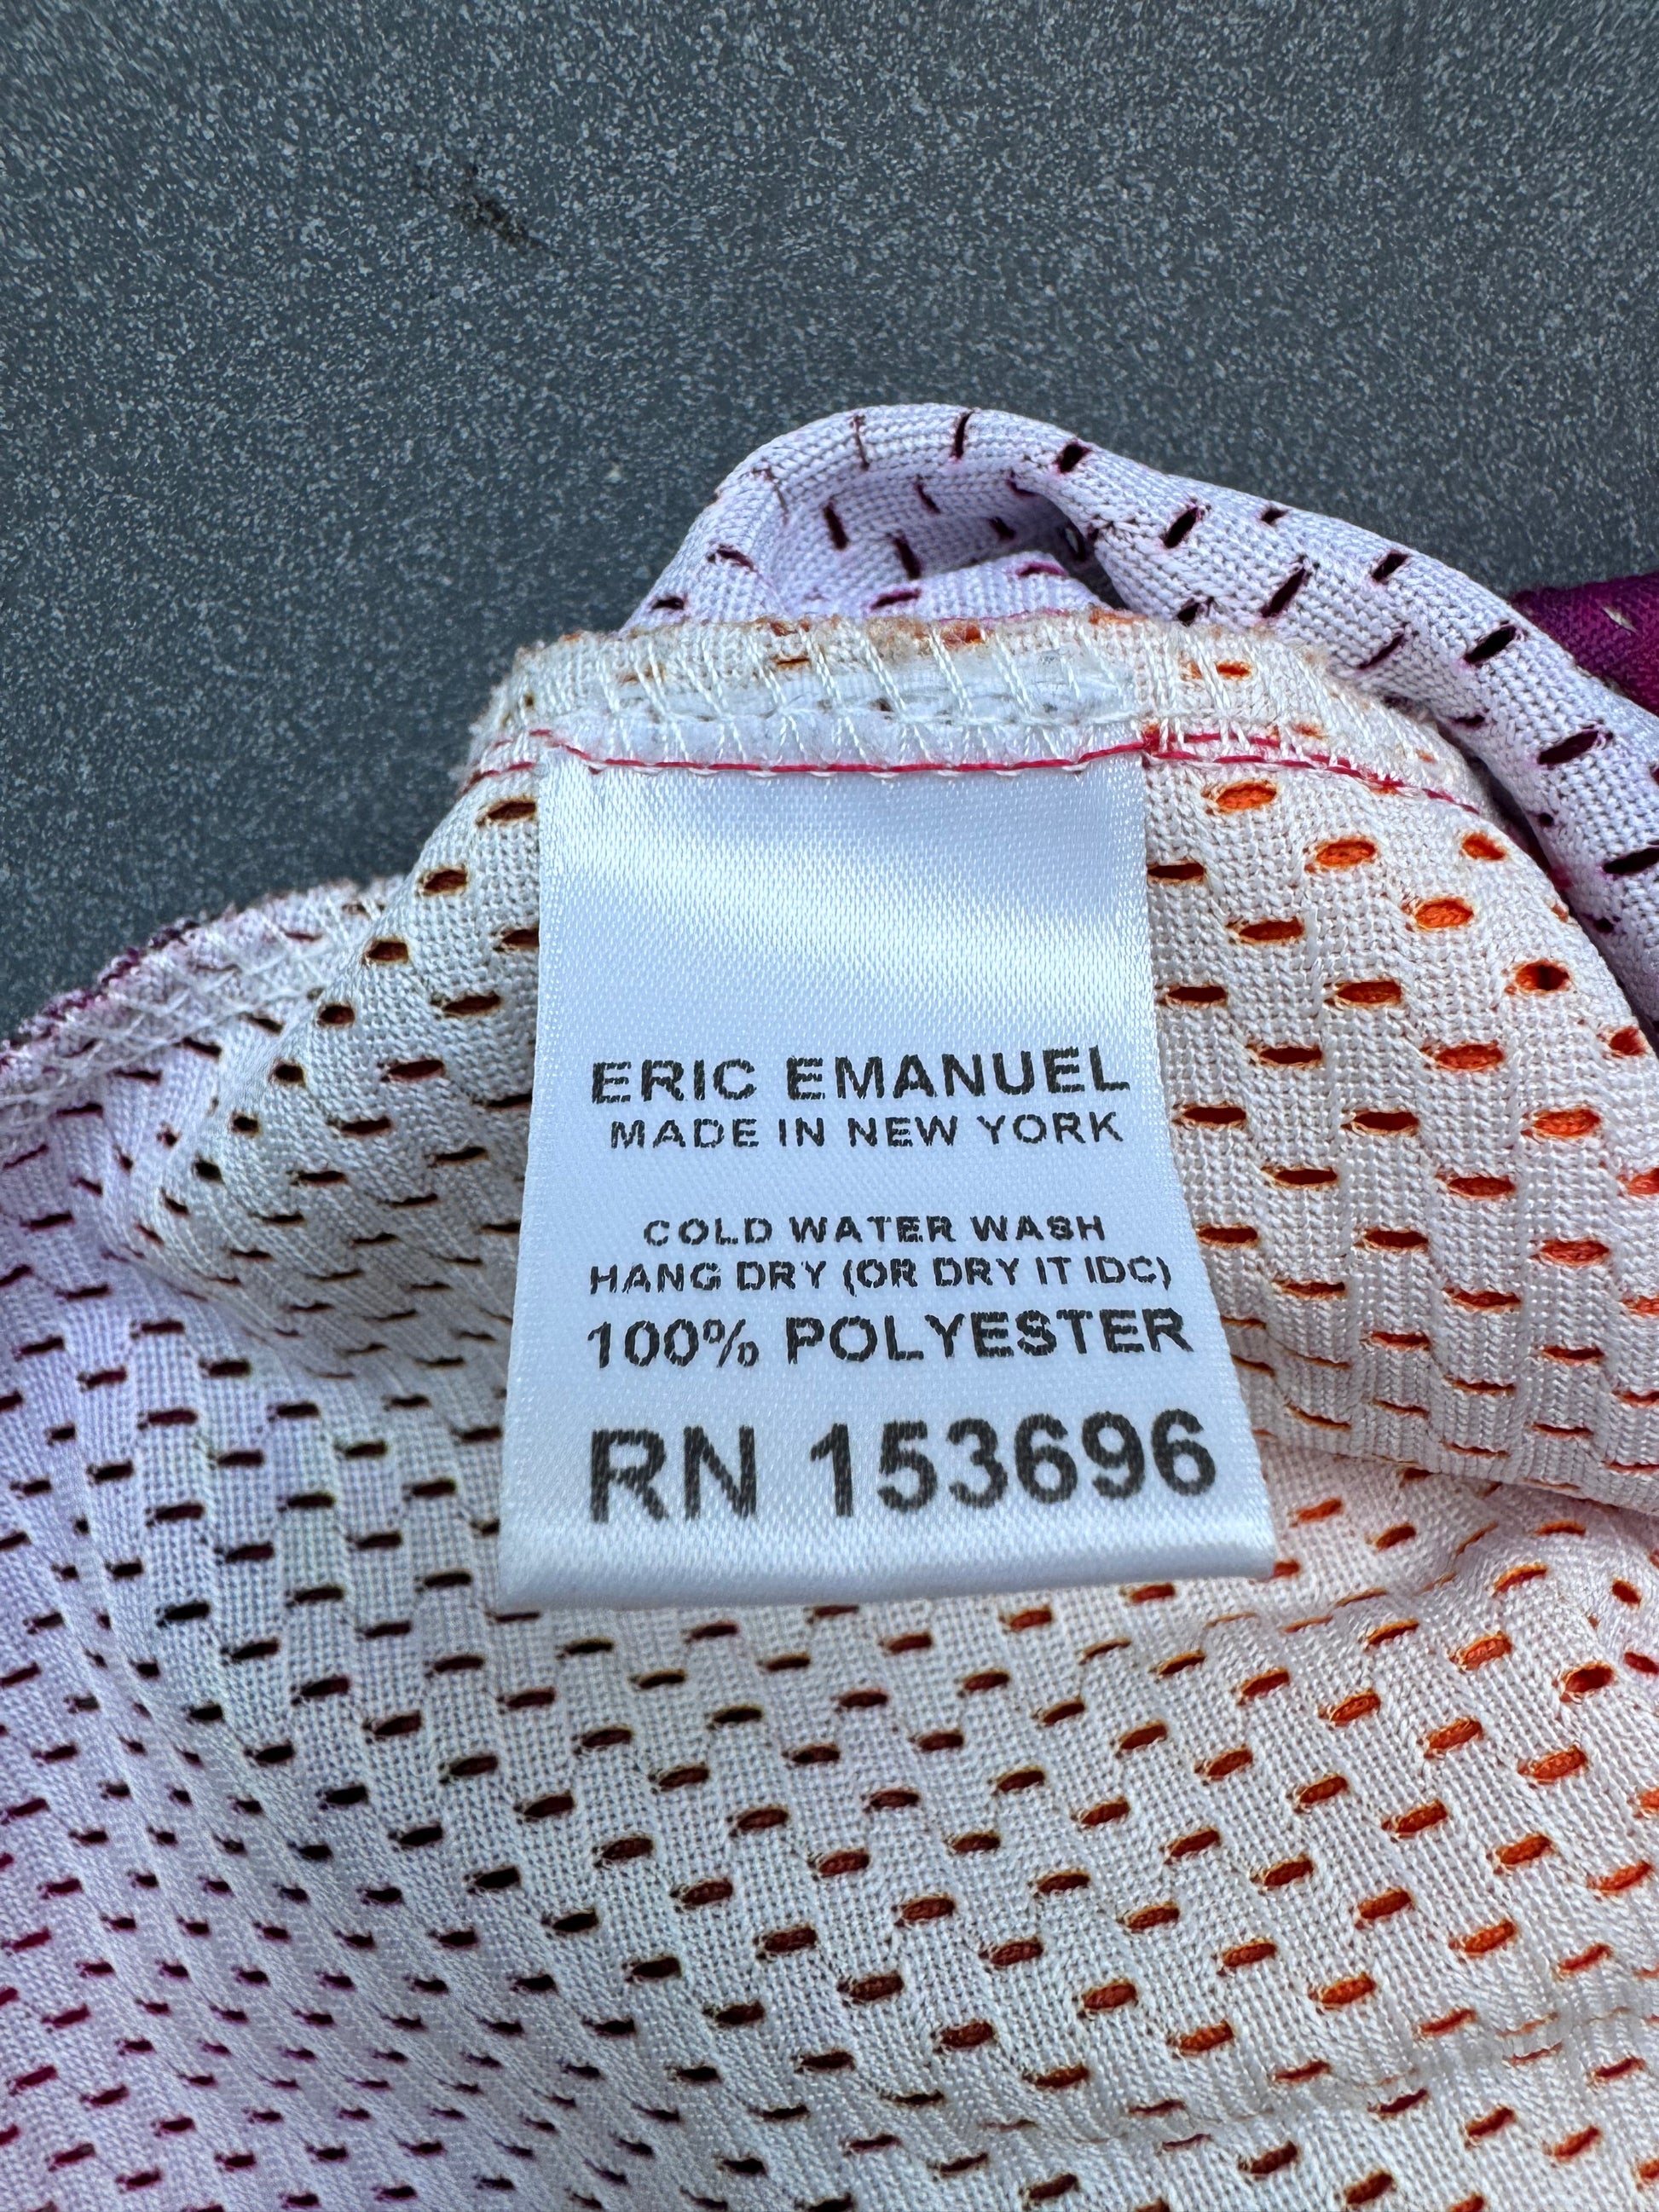 ERIC EMANUEL
MADE IN NEW YORK
COLD WATER WASH
HANG DRY (OR DRY IT IDC)
100% POLYESTER
RN 153696